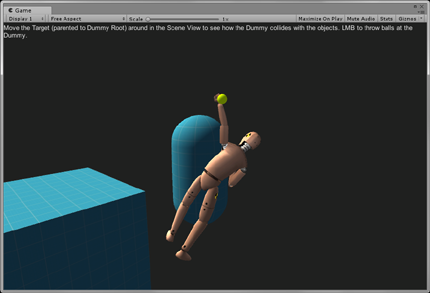 Game
Display 1 Free Aspect Scale 1x Maximize On Play Mute Audio Stats Gizmos
Move the Target (parented to Dummy Root) around in the Scene View to see how the Dummy collides with the objects. LMB to throw balls at the
Dummy.